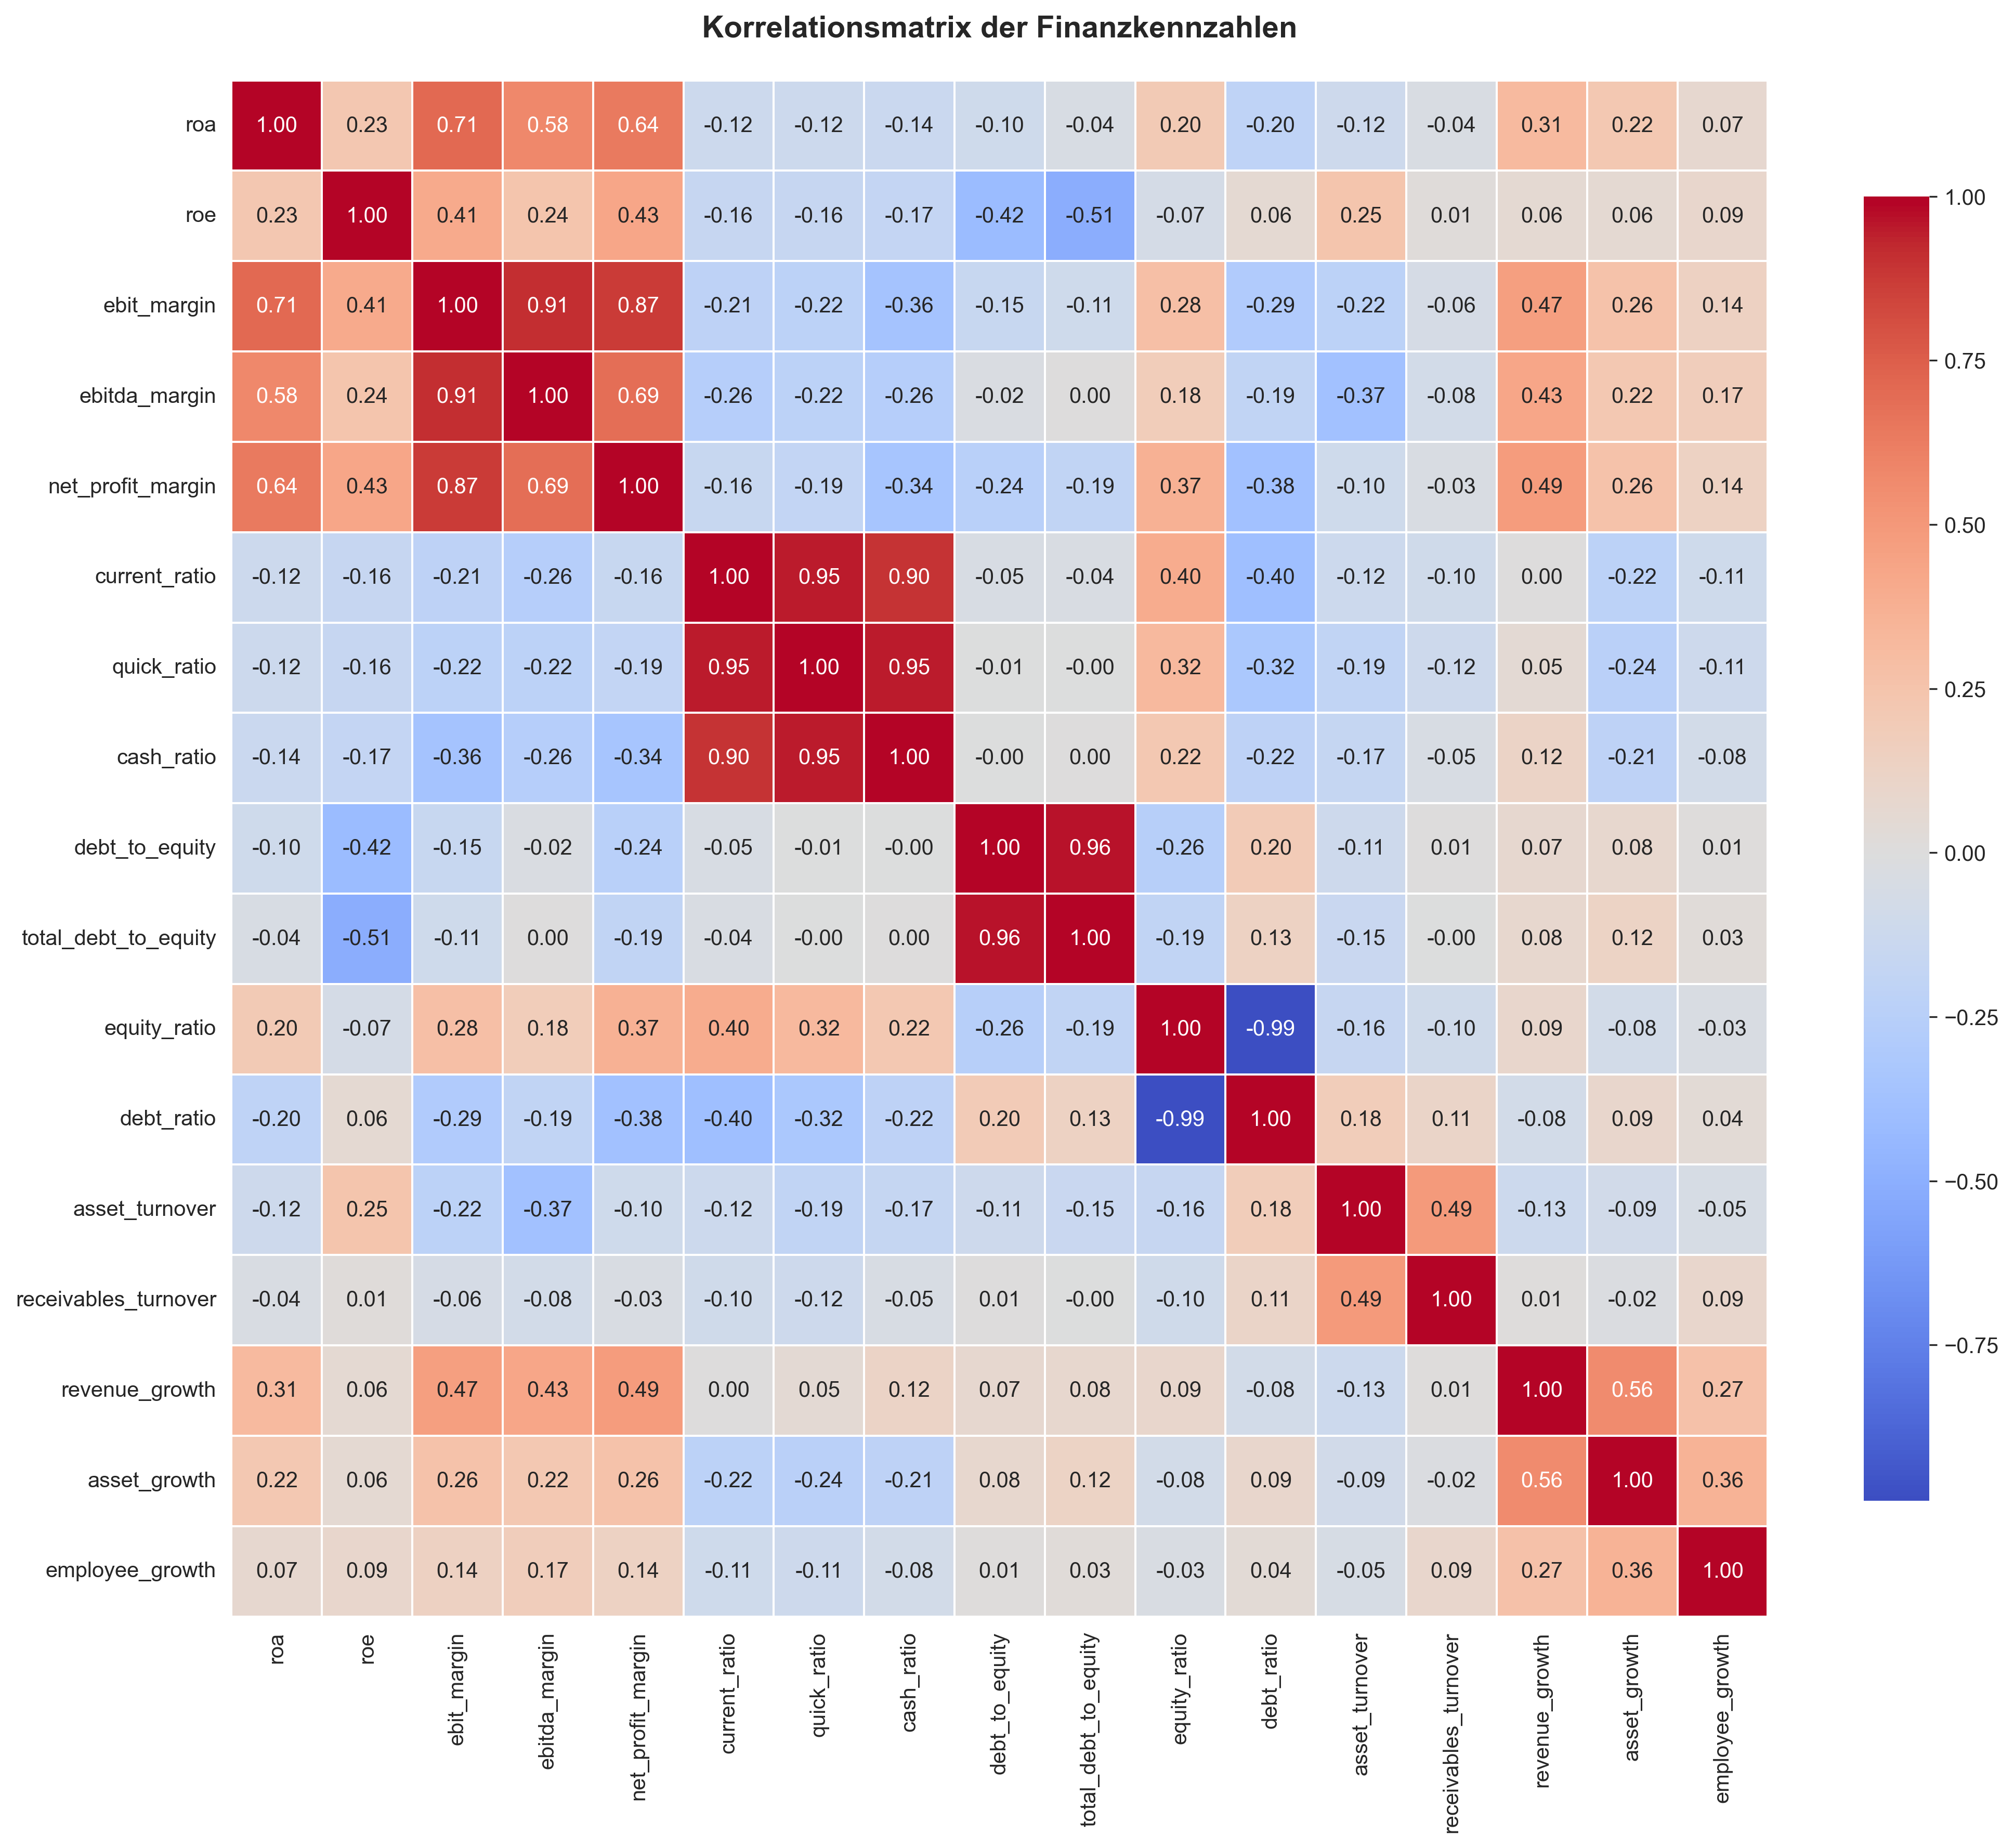 Korrelationsmatrix der Finanzkennzahlen
roa 1.00 0.23 0.71 0.58 0.64 -0.12 -0.12 -0.14 -0.10 -0.04 0.20 -0.20 -0.12 -0.04 0.31 0.22 0.07
roe 0.23 1.00 0.41 0.24 0.43 -0.16 -0.16 -0.17 -0.42 -0.51 -0.07 0.06 0.25 0.01 0.06 0.06 0.09
ebit_margin 0.71 0.41 1.00 0.91 0.87 -0.21 -0.22 -0.36 -0.15 -0.11 0.28 -0.29 -0.22 -0.06 0.47 0.26 0.14
ebitda_margin 0.58 0.24 0.91 1.00 0.69 -0.26 -0.22 -0.26 -0.02 0.00 0.18 -0.19 -0.37 -0.08 0.43 0.22 0.17
net_profit_margin 0.64 0.43 0.87 0.69 1.00 -0.16 -0.19 -0.34 -0.24 -0.19 0.37 -0.38 -0.10 -0.03 0.49 0.26 0.14
current_ratio -0.12 -0.16 -0.21 -0.26 -0.16 1.00 0.95 0.90 -0.05 -0.04 0.40 -0.40 -0.12 -0.10 0.00 -0.22 -0.11
quick_ratio -0.12 -0.16 -0.22 -0.22 -0.19 0.95 1.00 0.95 -0.01 -0.00 0.32 -0.32 -0.19 -0.12 0.05 -0.24 -0.11
cash_ratio -0.14 -0.17 -0.36 -0.26 -0.34 0.90 0.95 1.00 -0.00 0.00 0.22 -0.22 -0.17 -0.05 0.12 -0.21 -0.08
debt_to_equity -0.10 -0.42 -0.15 -0.02 -0.24 -0.05 -0.01 -0.00 1.00 0.96 -0.26 0.20 -0.11 0.01 0.07 0.08 0.01
total_debt_to_equity -0.04 -0.51 -0.11 0.00 -0.19 -0.04 -0.00 0.00 0.96 1.00 -0.19 0.13 -0.15 -0.00 0.08 0.12 0.03
equity_ratio 0.20 -0.07 0.28 0.18 0.37 0.40 0.32 0.22 -0.26 -0.19 1.00 -0.99 -0.16 -0.10 0.09 -0.08 -0.03
debt_ratio -0.20 0.06 -0.29 -0.19 -0.38 -0.40 -0.32 -0.22 0.20 0.13 -0.99 1.00 0.18 0.11 -0.08 0.09 0.04
asset_turnover -0.12 0.25 -0.22 -0.37 -0.10 -0.12 -0.19 -0.17 -0.11 -0.15 -0.16 0.18 1.00 0.49 -0.13 -0.09 -0.05
receivables_turnover -0.04 0.01 -0.06 -0.08 -0.03 -0.10 -0.12 -0.05 0.01 -0.00 -0.10 0.11 0.49 1.00 0.01 -0.02 0.09
revenue_growth 0.31 0.06 0.47 0.43 0.49 0.00 0.05 0.12 0.07 0.08 0.09 -0.08 -0.13 0.01 1.00 0.56 0.27
asset_growth 0.22 0.06 0.26 0.22 0.26 -0.22 -0.24 -0.21 0.08 0.12 -0.08 0.09 -0.09 -0.02 0.56 1.00 0.36
employee_growth 0.07 0.09 0.14 0.17 0.14 -0.11 -0.11 -0.08 0.01 0.03 -0.03 0.04 -0.05 0.09 0.27 0.36 1.00
roa
roe
ebit_margin
ebitda_margin
net_profit_margin
current_ratio
quick_ratio
cash_ratio
debt_to_equity
total_debt_to_equity
equity_ratio
debt_ratio
asset_turnover
receivables_turnover
revenue_growth
asset_growth
employee_growth
1.00
0.75
0.50
0.25
0.00
−0.25
−0.50
−0.75